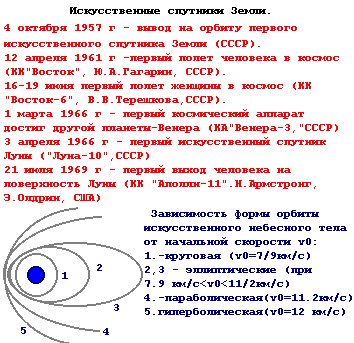 Искусственные спутники Земли.
4 октября 1957 г - вывод на орбиту первого
искусственного спутника Земли (СССР).
12 апреля 1961 г -первый полет человека в космос
(КК"Восток", Ю.А.Гагарин, СССР).
16-19 июня первый полет женщины в космос (КК
"Восток-6", В.В.Терешкова,СССР).
1 марта 1966 г - первый космический аппарат
достиг другой планеты-Венера (КА"Венера-3,"СССР)
3 апреля 1966 г - первый искусственный спутник
Луны ("Луна-10",СССР)
21 июля 1969 г - первый выход человека на
поверхность Луны (КК "Аполли-11".Н.Армстронг,
Э.Олдрин, США)
Зависимость формы орбиты
искусственного небесного тела
от начальной скорости v0:
1.-круговая (v0=7/9км/с)
2,3 - эллиптические (при
7.9 км/с<v0<11/2км/с)
4.-параболическая(v0=11.2км/с)
5.гиперболическая(v0=12 км/с)
1
2
3
4
5